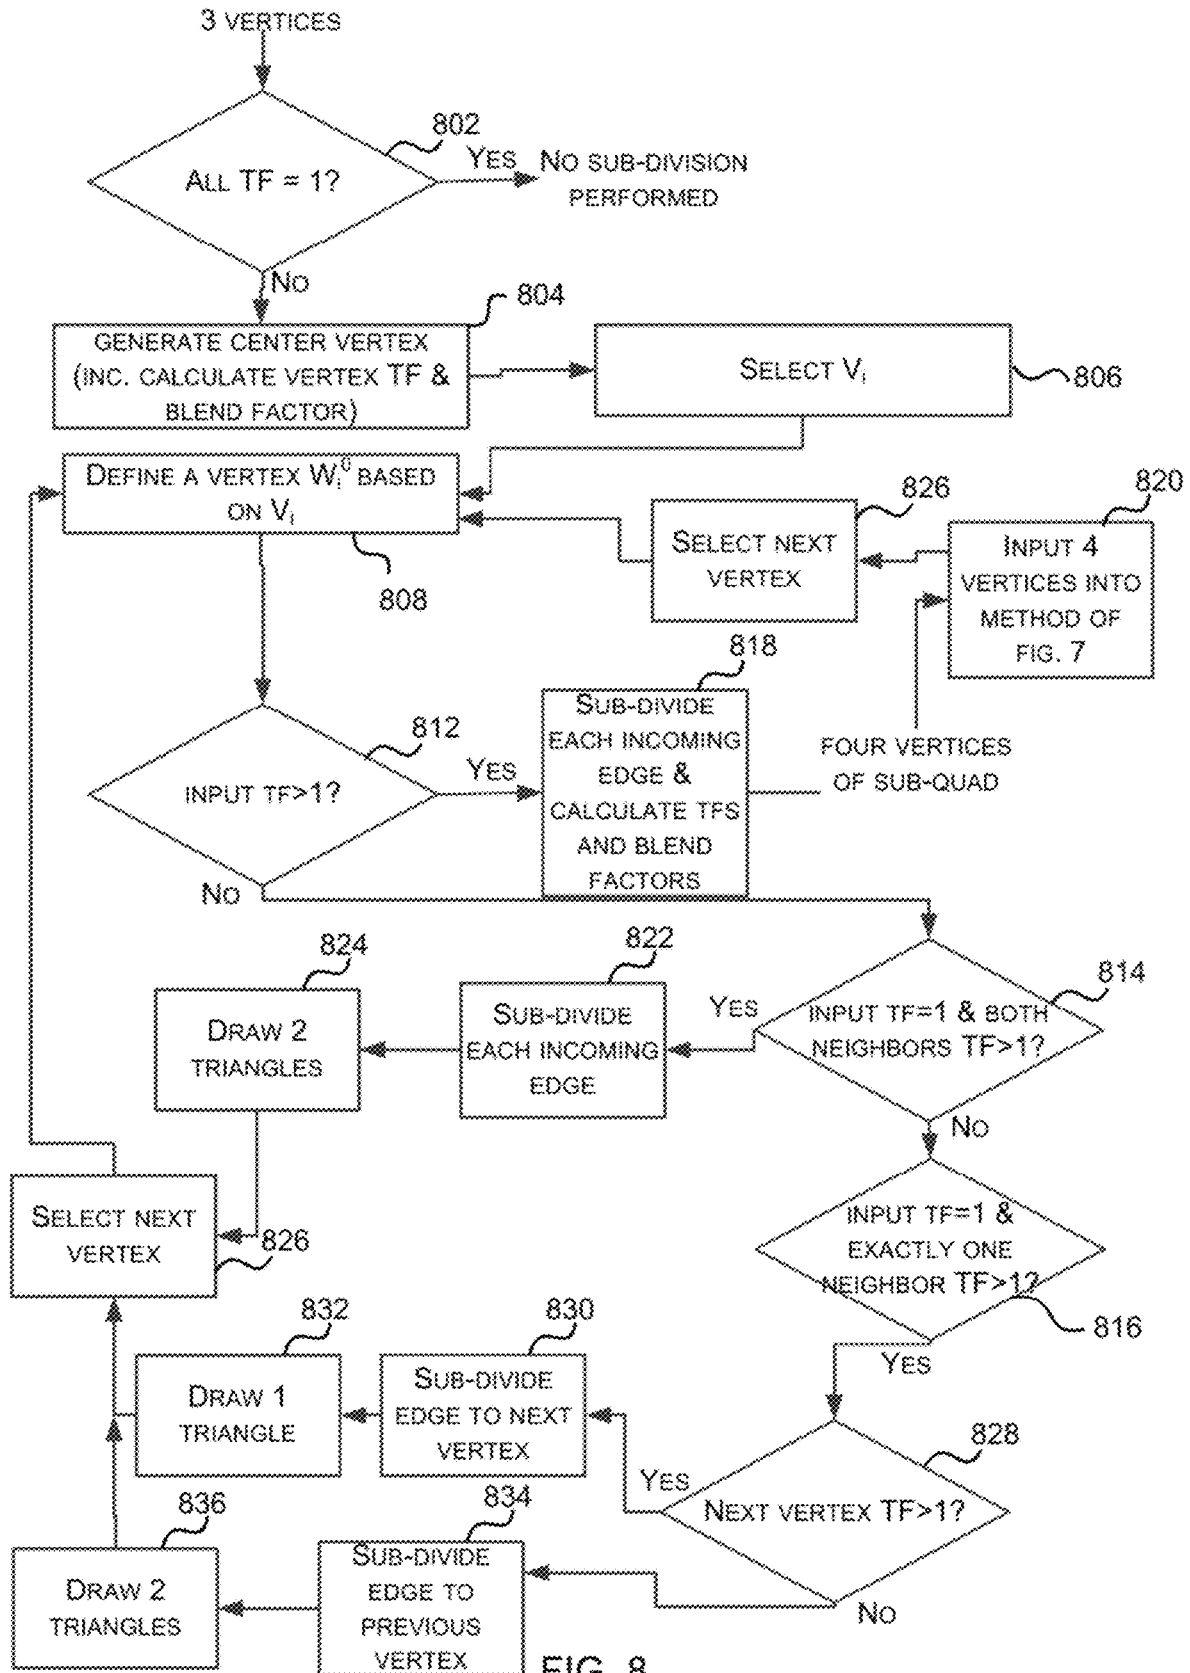 3 VERTICES
802
ALL TF = 1?
YES
NO SUB-DIVISION
PERFORMED
NO
804
GENERATE CENTER VERTEX
(INC. CALCULATE VERTEX TF &
BLEND FACTOR)
SELECT Vi
806
DEFINE A VERTEX Wi0 BASED
ON Vi
808
826
SELECT NEXT
VERTEX
820
INPUT 4
VERTICES INTO
METHOD OF
FIG. 7
818
SUB-DIVIDE
EACH INCOMING
EDGE &
CALCULATE TFS
AND BLEND
FACTORS
FOUR VERTICES
OF SUB-QUAD
812
INPUT TF>1?
YES
NO
824
DRAW 2
TRIANGLES
822
SUB-DIVIDE
EACH INCOMING
EDGE
YES
814
INPUT TF=1 & BOTH
NEIGHBORS TF>1?
NO
SELECT NEXT
VERTEX
826
INPUT TF=1 &
EXACTLY ONE
NEIGHBOR TF>1?
816
YES
832
DRAW 1
TRIANGLE
830
SUB-DIVIDE
EDGE TO NEXT
VERTEX
YES
828
NEXT VERTEX TF>1?
NO
836
DRAW 2
TRIANGLES
834
SUB-DIVIDE
EDGE TO
PREVIOUS
VERTEX
FIG. 8